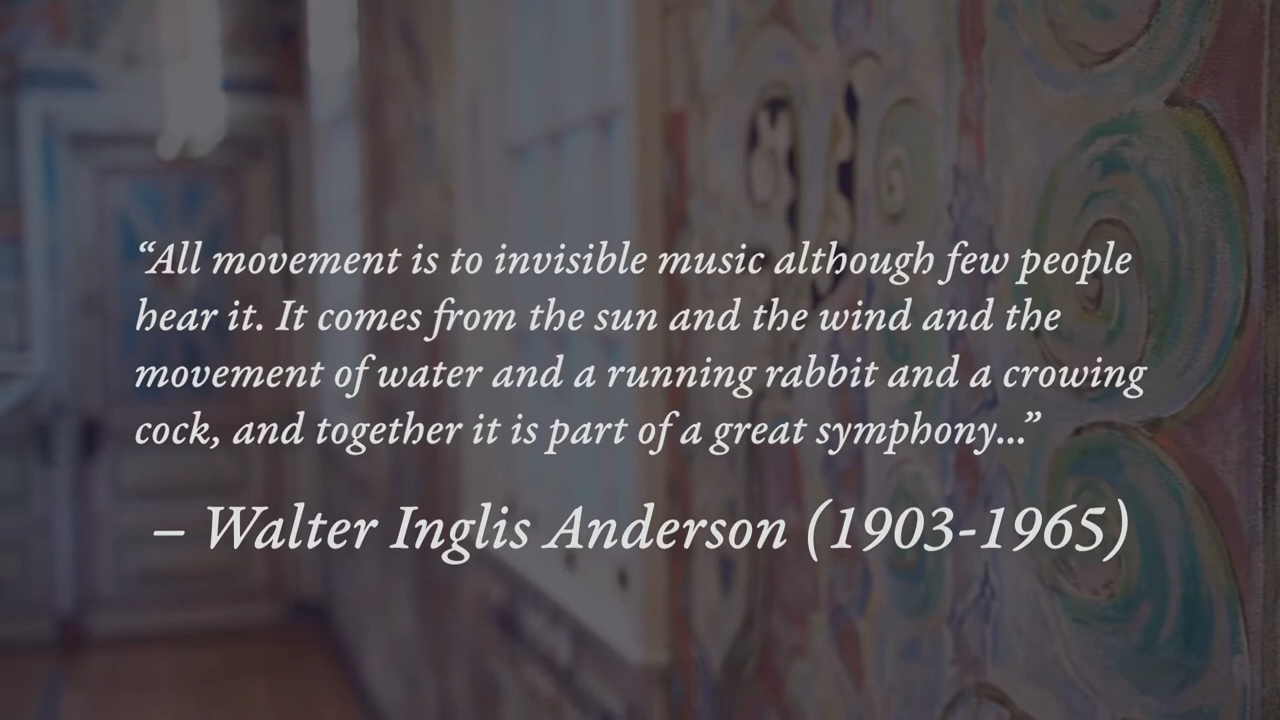 “All movement is to invisible music although few people
hear it. It comes from the sun and the wind and the
movement of water and a running rabbit and a crowing
cock, and together it is part of a great symphony...”
– Walter Inglis Anderson (1903-1965)